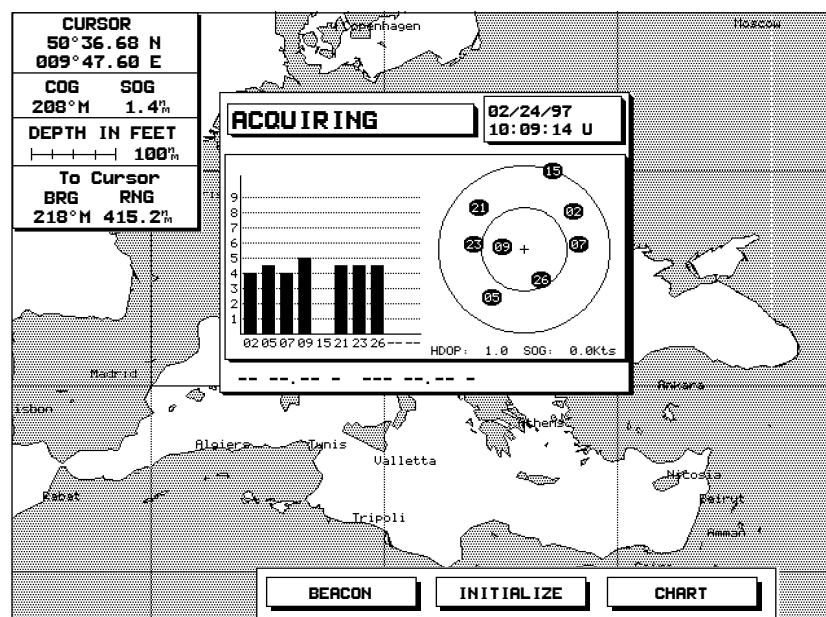 CURSOR
50°36.68 N
009°47.60 E
COG SOG
208°M 1.4nm
DEPTH IN FEET
100nm
To Cursor
BRG RNG
218°M 415.2nm
Copenhagen
Moscow
ACQUIRING
02/24/97
10:09:14 U
9
8
7
6
5
4
3
2
1
02 05 07 09 15 21 23 26 -- --
15
21
02
23
09
07
26
05
HDOP: 1.0 SOG: 0.0Kts
-- --.-- - --- --.-- -
Madrid
Ankara
isbon
Athens
Algiers
Tunis
Valletta
Nicosia
Rabat
Beiryt
Tripoli
Amman
BEACON
INITIALIZE
CHART